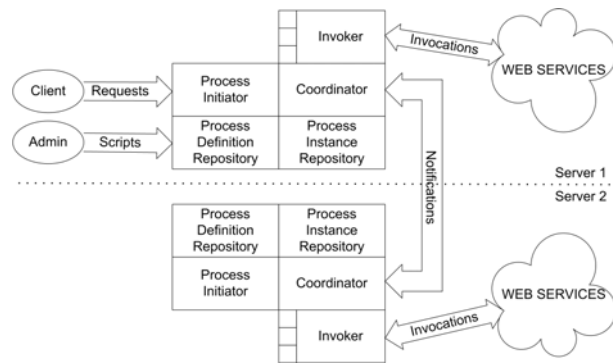 Invoker
Invocations
WEB SERVICES
Client
Requests
Process
Initiator
Coordinator
Admin
Scripts
Process
Definition
Repository
Process
Instance
Repository
Notifications
Server 1
Server 2
Process
Definition
Repository
Process
Instance
Repository
Process
Initiator
Coordinator
WEB SERVICES
Invoker
Invocations